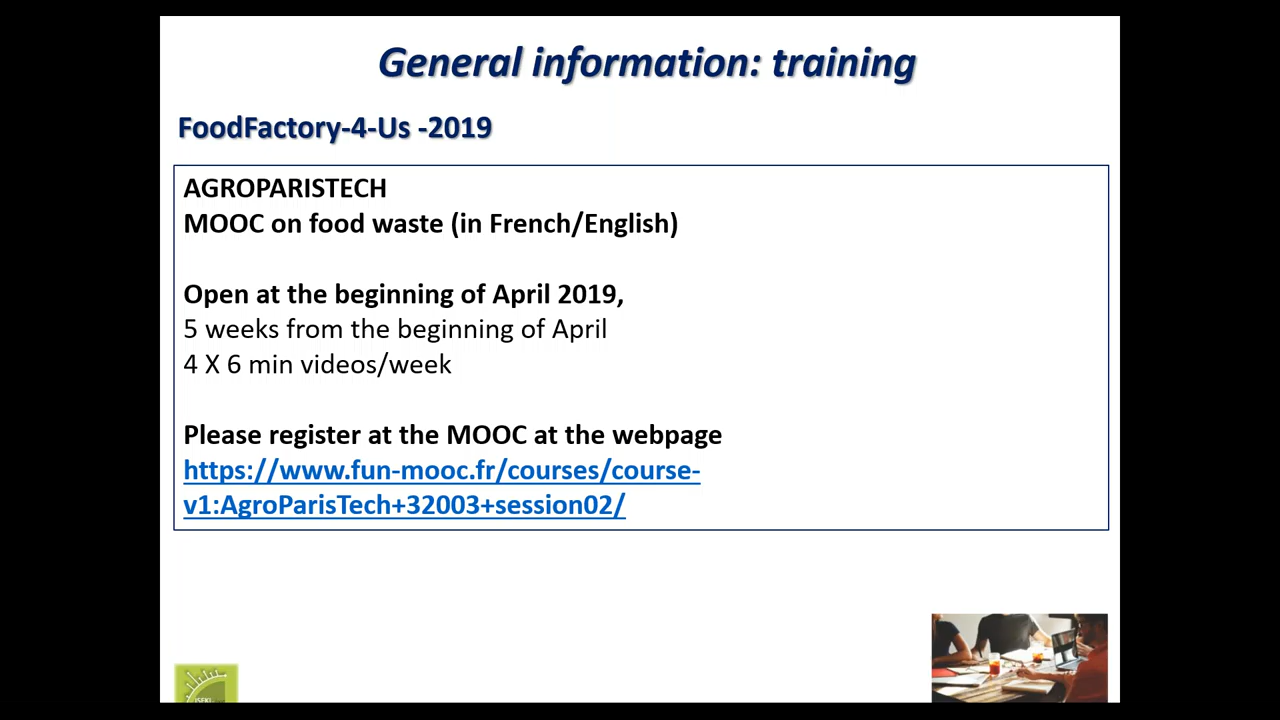 General information: training
FoodFactory-4-Us -2019
AGROPARISTECH
MOOC on food waste (in French/English)
Open at the beginning of April 2019,
5 weeks from the beginning of April
4 X 6 min videos/week
Please register at the MOOC at the webpage
https://www.fun-mooc.fr/courses/course-
v1:AgroParisTech+32003+session02/
ISEKI